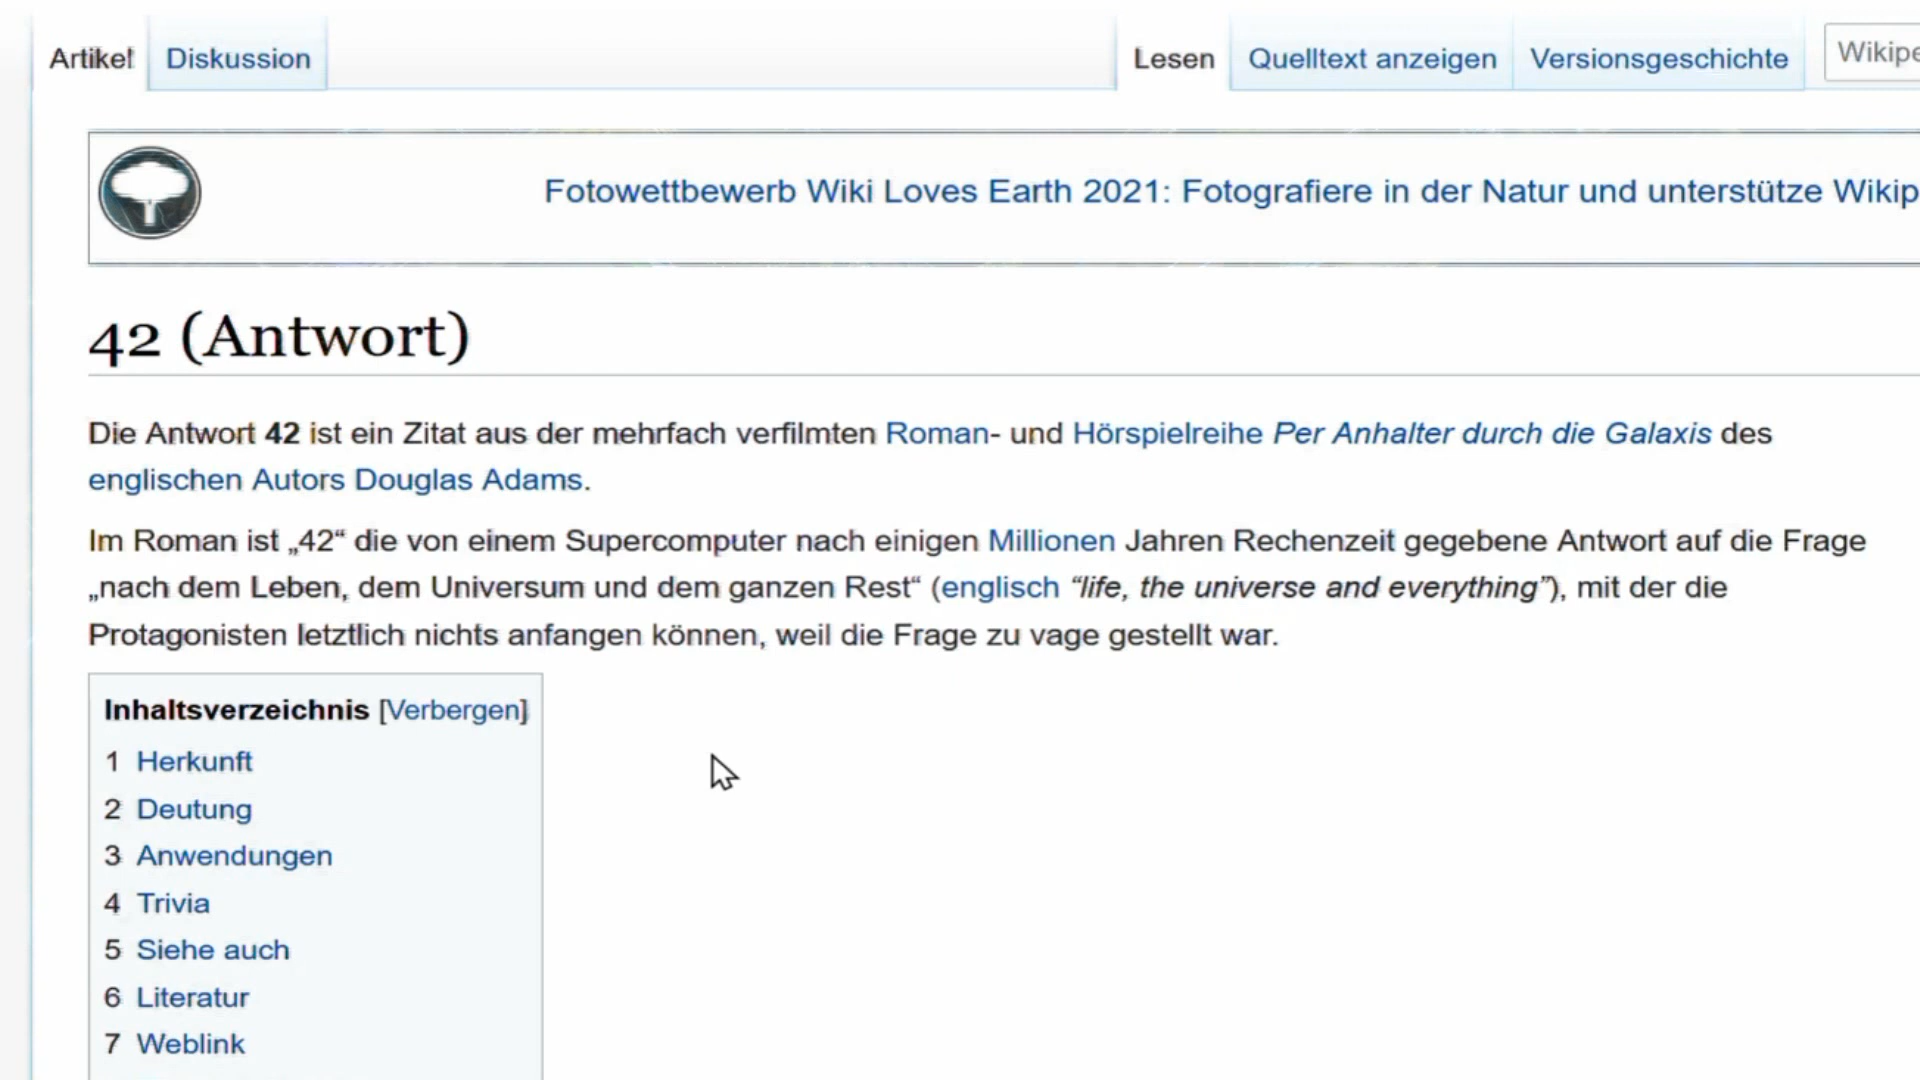 Artikel Diskussion Lesen Quelltext anzeigen Versionsgeschichte Wikipe
Fotowettbewerb Wiki Loves Earth 2021: Fotografiere in der Natur und unterstütze Wikip
42 (Antwort)
Die Antwort 42 ist ein Zitat aus der mehrfach verfilmten Roman- und Hörspielreihe Per Anhalter durch die Galaxis des
englischen Autors Douglas Adams.
Im Roman ist „42“ die von einem Supercomputer nach einigen Millionen Jahren Rechenzeit gegebene Antwort auf die Frage
„nach dem Leben, dem Universum und dem ganzen Rest“ (englisch “life, the universe and everything”), mit der die
Protagonisten letztlich nichts anfangen können, weil die Frage zu vage gestellt war.
Inhaltsverzeichnis [Verbergen]
1 Herkunft
2 Deutung
3 Anwendungen
4 Trivia
5 Siehe auch
6 Literatur
7 Weblink